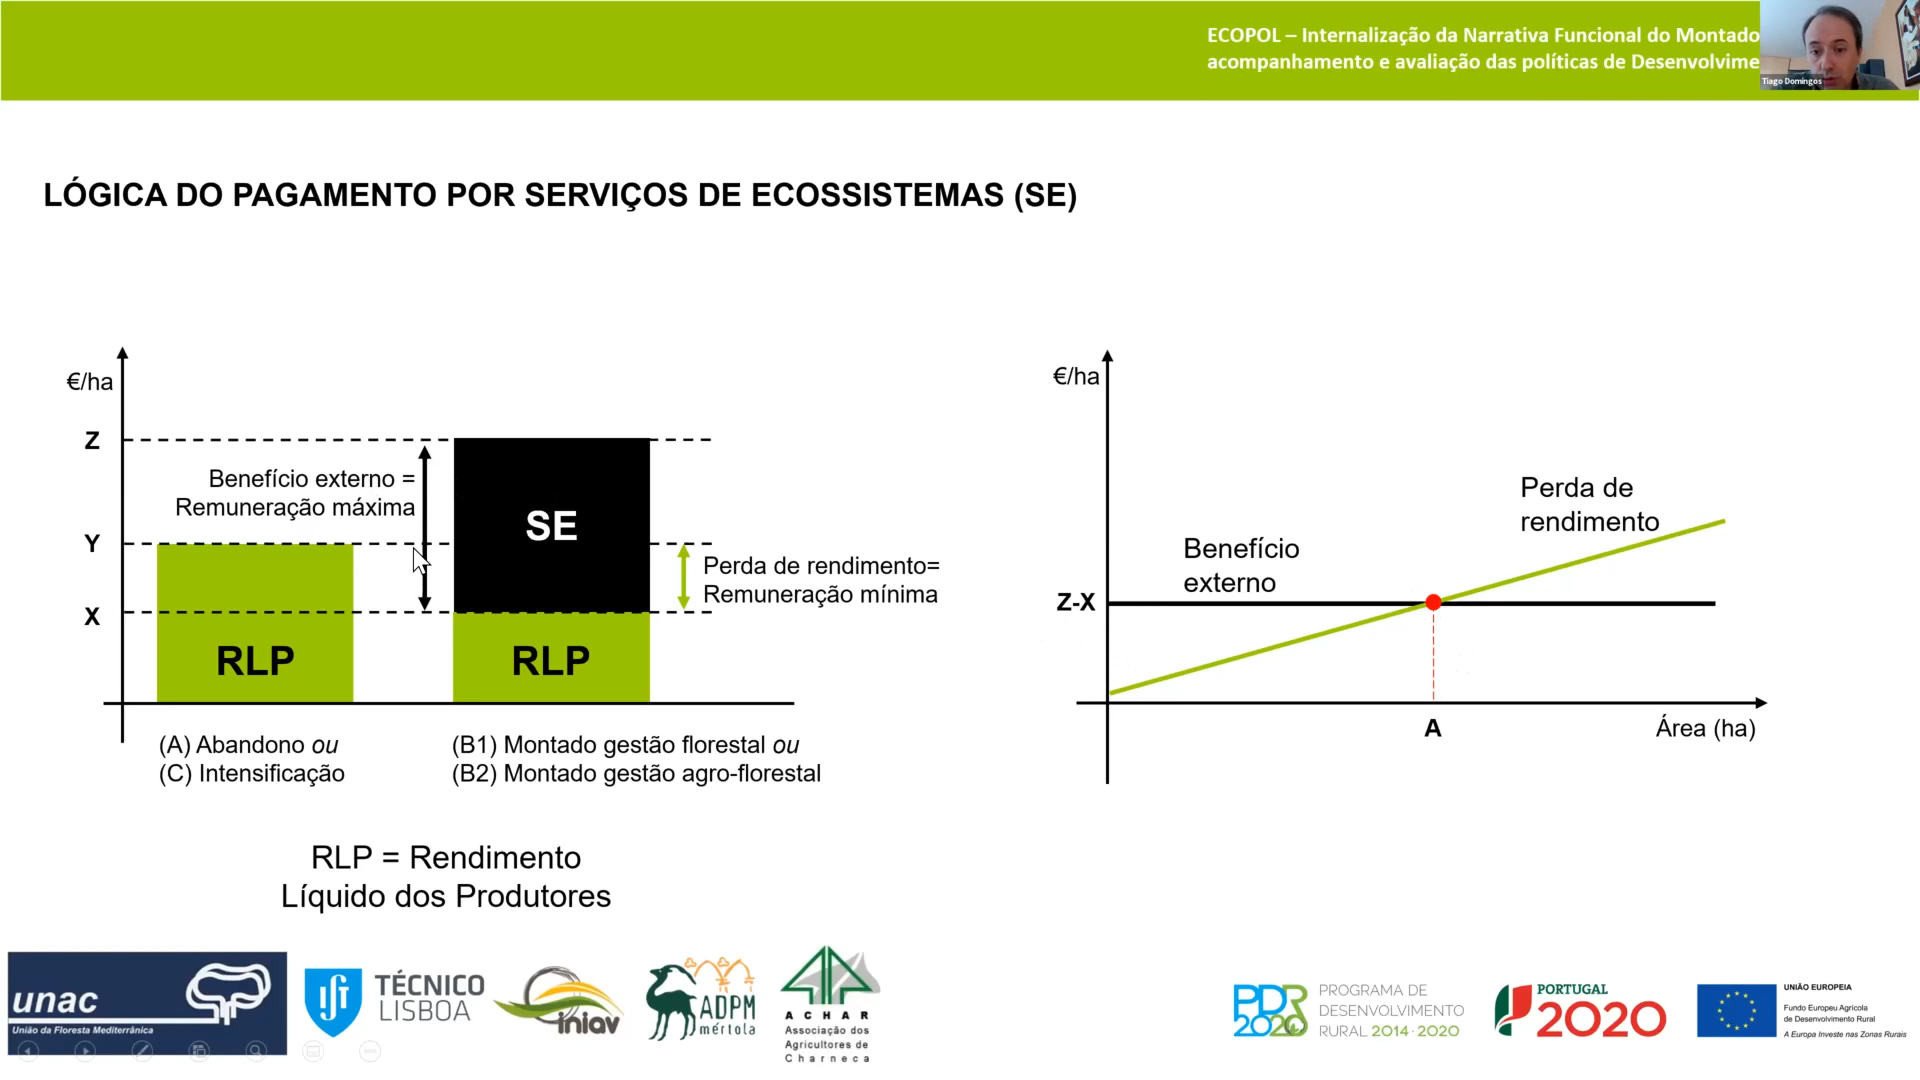 ECOPOL – Internalização da Narrativa Funcional do Montado
acompanhamento e avaliação das políticas de Desenvolvime
Tiago Domingos
LÓGICA DO PAGAMENTO POR SERVIÇOS DE ECOSSISTEMAS (SE)
€/ha
Z
Benefício externo =
Remuneração máxima
SE
Y
Perda de rendimento=
Remuneração mínima
X
RLP
RLP
(A) Abandono ou
(C) Intensificação
(B1) Montado gestão florestal ou
(B2) Montado gestão agro-florestal
RLP = Rendimento
Líquido dos Produtores
€/ha
Perda de
rendimento
Benefício
externo
Z-X
A
Área (ha)
unac
União da Floresta Mediterrânica
TÉCNICO
LISBOA
iniav
ADPM
mértola
ACHAR
Associação dos
Agricultores de
Charneca
PDR
2020
PROGRAMA DE
DESENVOLVIMENTO
RURAL 2014·2020
PORTUGAL
2020
UNIÃO EUROPEIA
Fundo Europeu Agrícola
de Desenvolvimento Rural
A Europa Investe nas Zonas Rurais